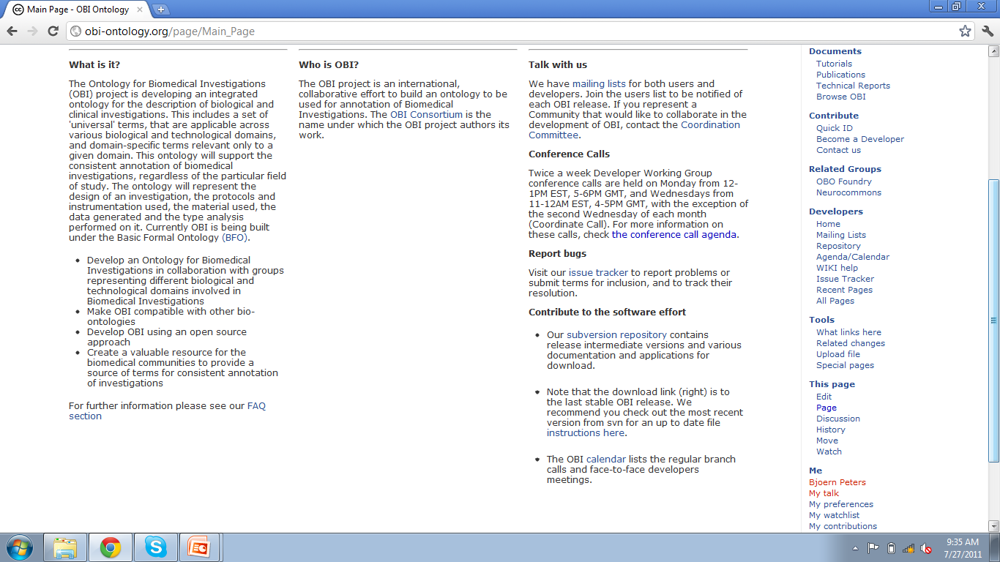 Main Page - OBI Ontology
obi-ontology.org/page/Main_Page
What is it?
The Ontology for Biomedical Investigations
(OBI) project is developing an integrated
ontology for the description of biological and
clinical investigations. This includes a set of
'universal' terms, that are applicable across
various biological and technological domains,
and domain-specific terms relevant only to a
given domain. This ontology will support the
consistent annotation of biomedical
investigations, regardless of the particular field
of study. The ontology will represent the
design of an investigation, the protocols and
instrumentation used, the material used, the
data generated and the type analysis
performed on it. Currently OBI is being built
under the Basic Formal Ontology (BFO).
Develop an Ontology for Biomedical
Investigations in collaboration with groups
representing different biological and
technological domains involved in
Biomedical Investigations
Make OBI compatible with other bio-
ontologies
Develop OBI using an open source
approach
Create a valuable resource for the
biomedical communities to provide a
source of terms for consistent annotation
of investigations
For further information please see our FAQ
section
Who is OBI?
The OBI project is an international,
collaborative effort to build an ontology to be
used for annotation of Biomedical
Investigations. The OBI Consortium is the
name under which the OBI project authors its
work.
Talk with us
We have mailing lists for both users and
developers. Join the users list to be notified of
each OBI release. If you represent a
Community that would like to collaborate in the
development of OBI, contact the Coordination
Committee.
Conference Calls
Twice a week Developer Working Group
conference calls are held on Monday from 12-
1PM EST, 5-6PM GMT, and Wednesdays from
11-12AM EST, 4-5PM GMT, with the exception of
the second Wednesday of each month
(Coordinate Call). For more information on
these calls, check the conference call agenda.
Report bugs
Visit our issue tracker to report problems or
submit terms for inclusion, and to track their
resolution.
Contribute to the software effort
Our subversion repository contains
release intermediate versions and various
documentation and applications for
download.
Note that the download link (right) is to
the last stable OBI release. We
recommend you check out the most recent
version from svn for an up to date file
instructions here.
The OBI calendar lists the regular branch
calls and face-to-face developers
meetings.
Documents
Tutorials
Publications
Technical Reports
Browse OBI
Contribute
Quick ID
Become a Developer
Contact us
Related Groups
OBO Foundry
Neurocommons
Developers
Home
Mailing Lists
Repository
Agenda/Calendar
WIKI help
Issue Tracker
Recent Pages
All Pages
Tools
What links here
Related changes
Upload file
Special pages
This page
Edit
Page
Discussion
History
Move
Watch
Me
Bjoern Peters
My talk
My preferences
My watchlist
My contributions
9:35 AM
7/27/2011